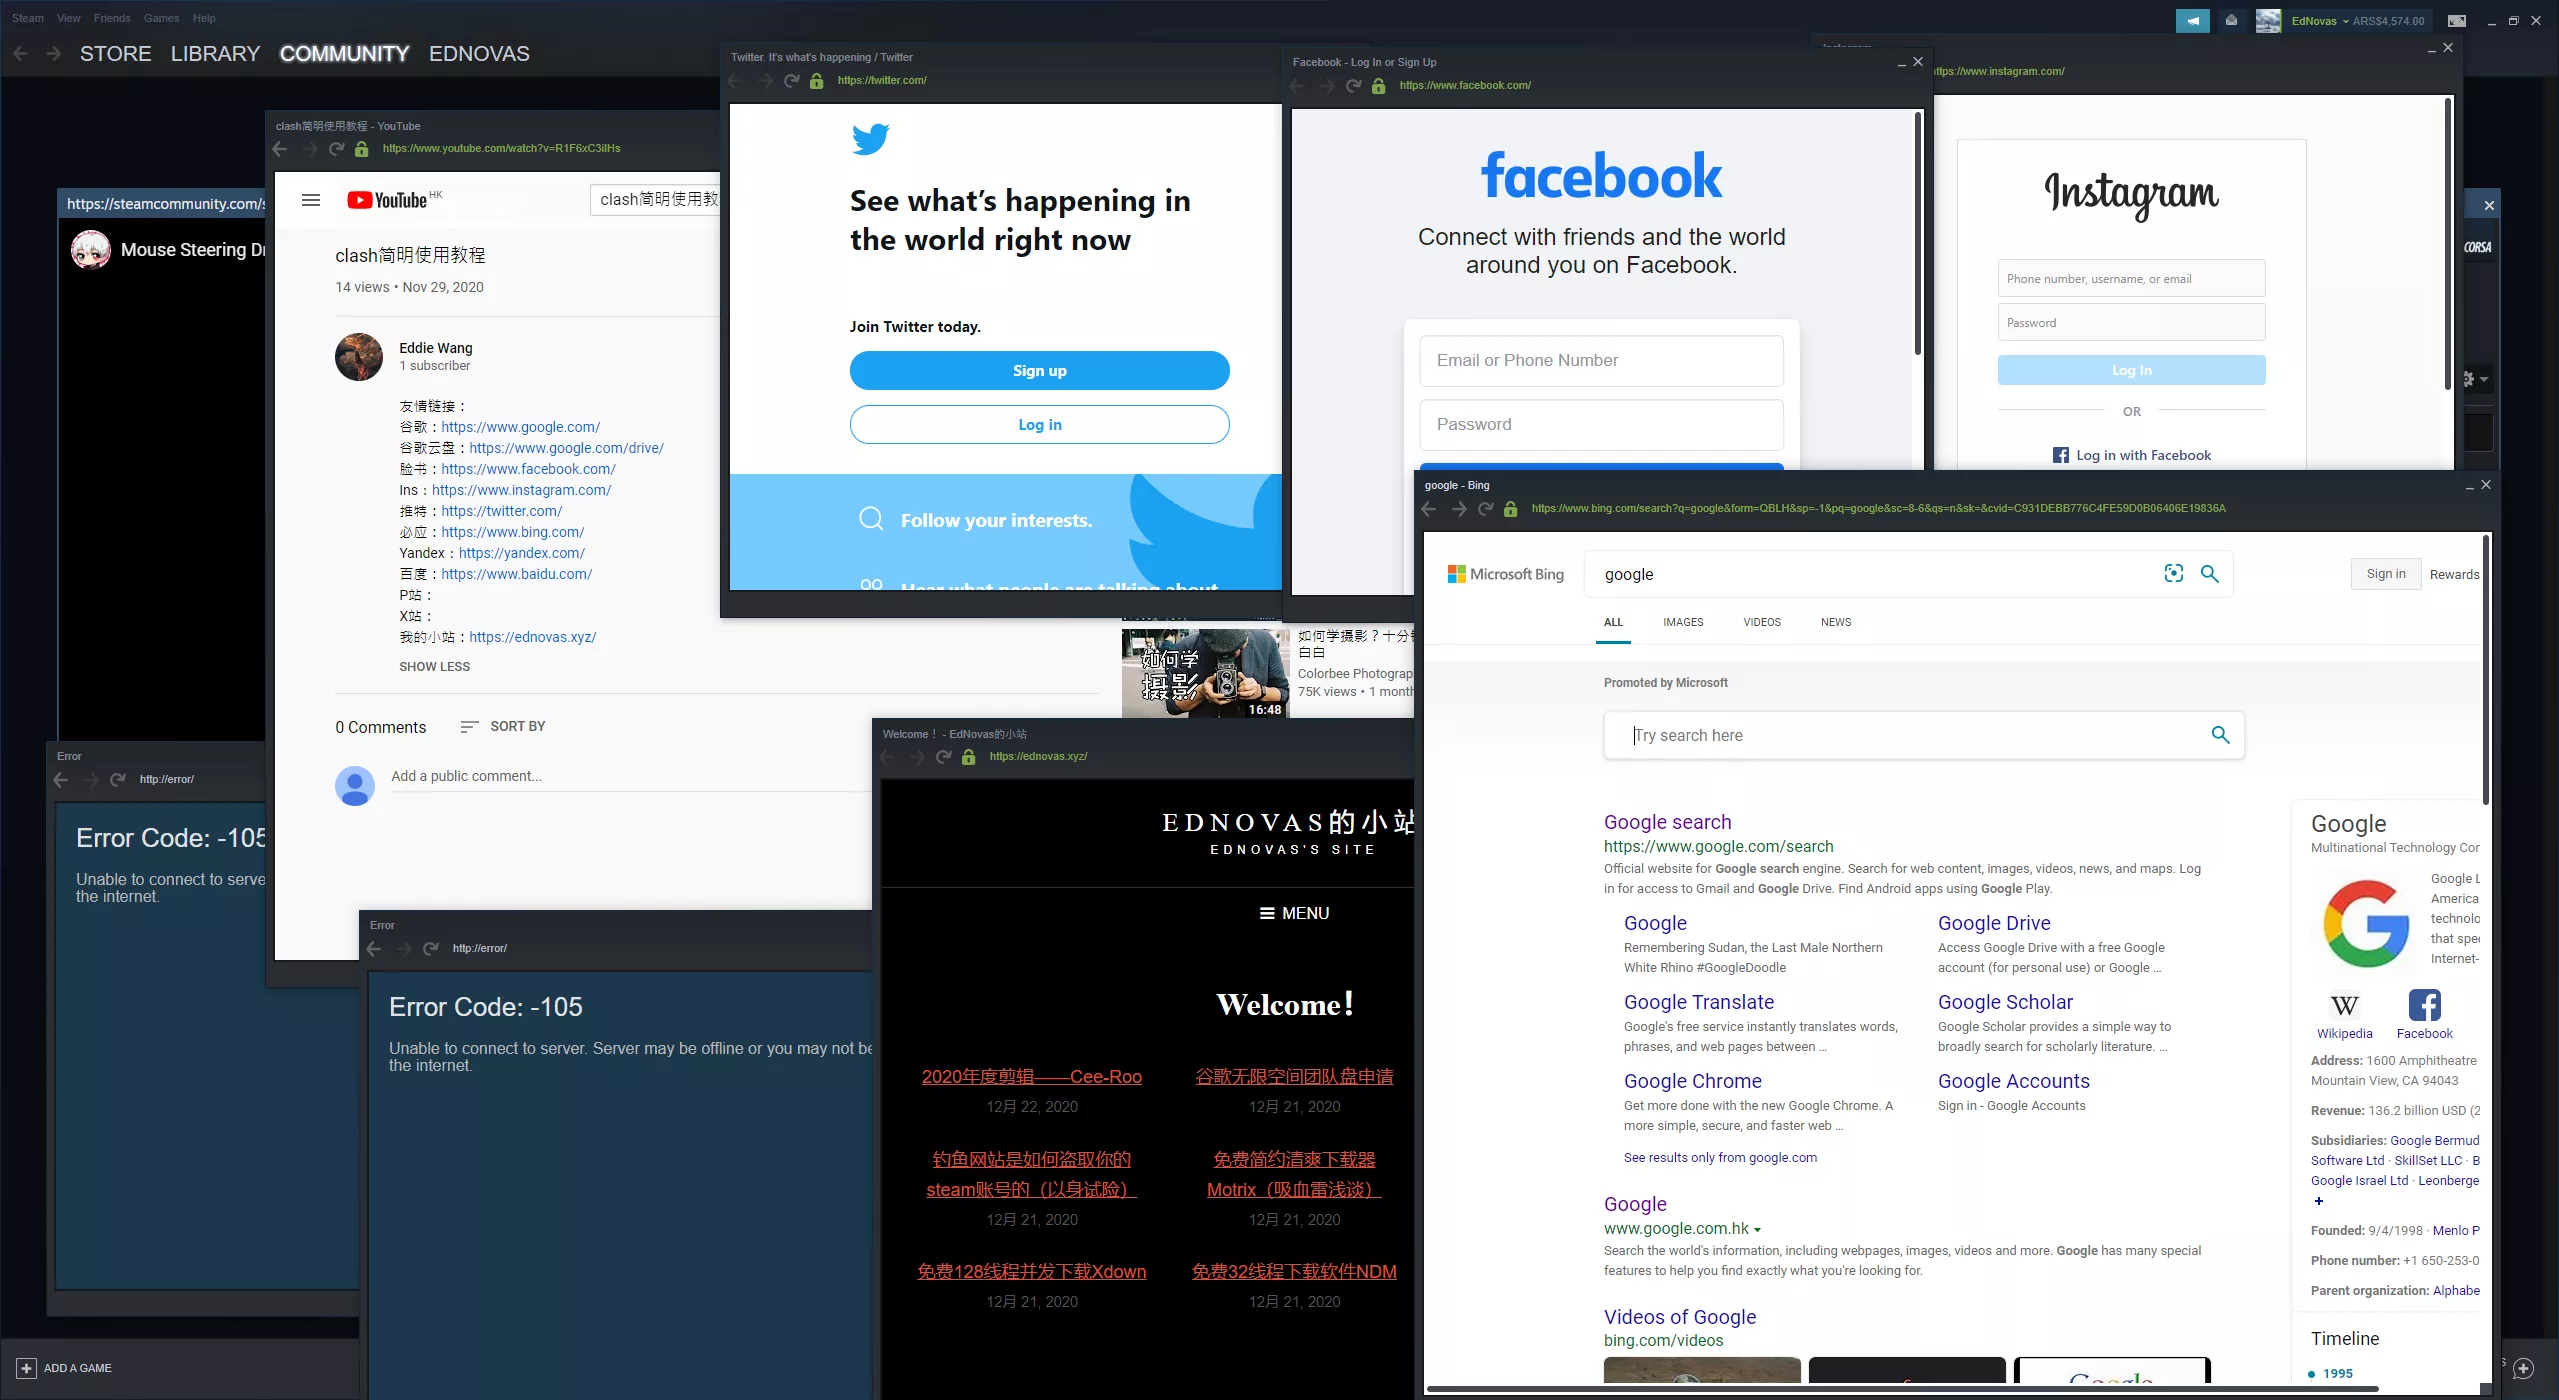 Steam View Friends Games Help
EdNovas ARS$4,574.00
STORE LIBRARY COMMUNITY EDNOVAS
https://steamcommunity.com/s
Mouse Steering Dr
CORSA
clash简明使用教程 - YouTube
https://www.youtube.com/watch?v=R1F6xC3iIHs
YouTube HK
clash简明使用教
clash简明使用教程
14 views • Nov 29, 2020
Eddie Wang
1 subscriber
友情链接：
谷歌：https://www.google.com/
谷歌云盘：https://www.google.com/drive/
脸书：https://www.facebook.com/
Ins：https://www.instagram.com/
推特：https://twitter.com/
必应：https://www.bing.com/
Yandex：https://yandex.com/
百度：https://www.baidu.com/
P站：
X站：
我的小站：https://ednovas.xyz/
SHOW LESS
0 Comments SORT BY
Add a public comment...
如何学
摄影
16:48
如何学摄影？十分
白白
Colorbee Photograp
75K views • 1 month
Twitter. It's what's happening / Twitter
https://twitter.com/
See what's happening in
the world right now
Join Twitter today.
Sign up
Log in
Follow your interests.
Hear what people are talking about
Facebook - Log In or Sign Up
https://www.facebook.com/
facebook
Connect with friends and the world
around you on Facebook.
Email or Phone Number
Password
ttps://www.instagram.com/
Instagram
Phone number, username, or email
Password
Log In
OR
Log in with Facebook
Error
http://error/
Error Code: -105
Unable to connect to serve
the internet.
Error
http://error/
Error Code: -105
Unable to connect to server. Server may be offline or you may not be
the internet.
Welcome！ - EdNovas的小站
https://ednovas.xyz/
EDNOVAS的小站
EDNOVAS'S SITE
MENU
Welcome！
2020年度剪辑——Cee-Roo
12月 22, 2020
谷歌无限空间团队盘申请
12月 21, 2020
钓鱼网站是如何盗取你的
steam账号的（以身试险）
12月 21, 2020
免费简约清爽下载器
Motrix（吸血雷浅谈）
12月 21, 2020
免费128线程并发下载Xdown
12月 21, 2020
免费32线程下载软件NDM
12月 21, 2020
google - Bing
https://www.bing.com/search?q=google&form=QBLH&sp=-1&pq=google&sc=8-6&qs=n&sk=&cvid=C931DEBB776C4FE59D0B06406E19836A
Microsoft Bing
google
Sign in Rewards
ALL IMAGES VIDEOS NEWS
Promoted by Microsoft
Try search here
Google search
https://www.google.com/search
Official website for Google search engine. Search for web content, images, videos, news, and maps. Log
in for access to Gmail and Google Drive. Find Android apps using Google Play.
Google
Remembering Sudan, the Last Male Northern
White Rhino #GoogleDoodle
Google Drive
Access Google Drive with a free Google
account (for personal use) or Google ...
Google Translate
Google's free service instantly translates words,
phrases, and web pages between ...
Google Scholar
Google Scholar provides a simple way to
broadly search for scholarly literature. ...
Google Chrome
Get more done with the new Google Chrome. A
more simple, secure, and faster web ...
Google Accounts
Sign in - Google Accounts
See results only from google.com
Google
www.google.com.hk
Search the world's information, including webpages, images, videos and more. Google has many special
features to help you find exactly what you're looking for.
Videos of Google
bing.com/videos
Google
Google
Multinational Technology Cor
Google L
America
technolo
that spec
Internet-
Wikipedia
Facebook
Address: 1600 Amphitheatre
Mountain View, CA 94043
Revenue: 136.2 billion USD (2
Subsidiaries: Google Bermud
Software Ltd · SkillSet LLC · B
Google Israel Ltd · Leonberge
Founded: 9/4/1998 · Menlo P
Phone number: +1 650-253-0
Parent organization: Alphabe
Timeline
1995
ADD A GAME